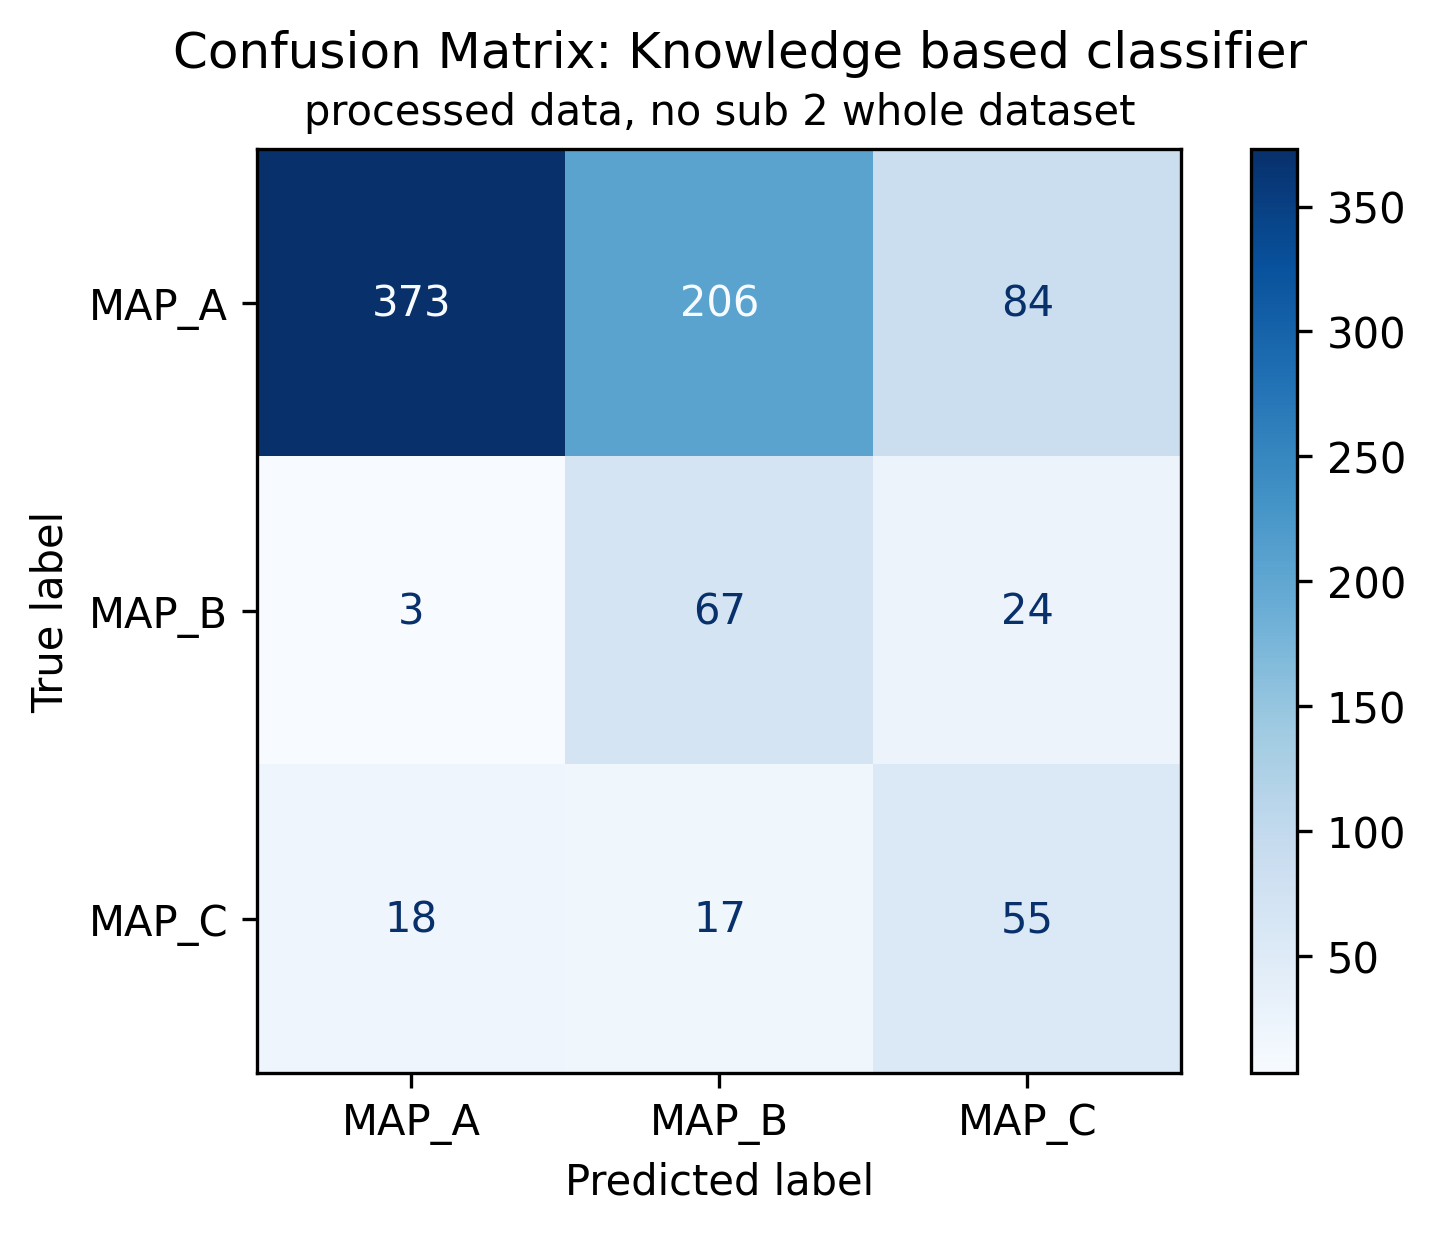 Confusion Matrix: Knowledge based classifier
processed data, no sub 2 whole dataset
True label
MAP_A
373
206
84
MAP_B
3
67
24
MAP_C
18
17
55
MAP_A
MAP_B
MAP_C
Predicted label
350
300
250
200
150
100
50